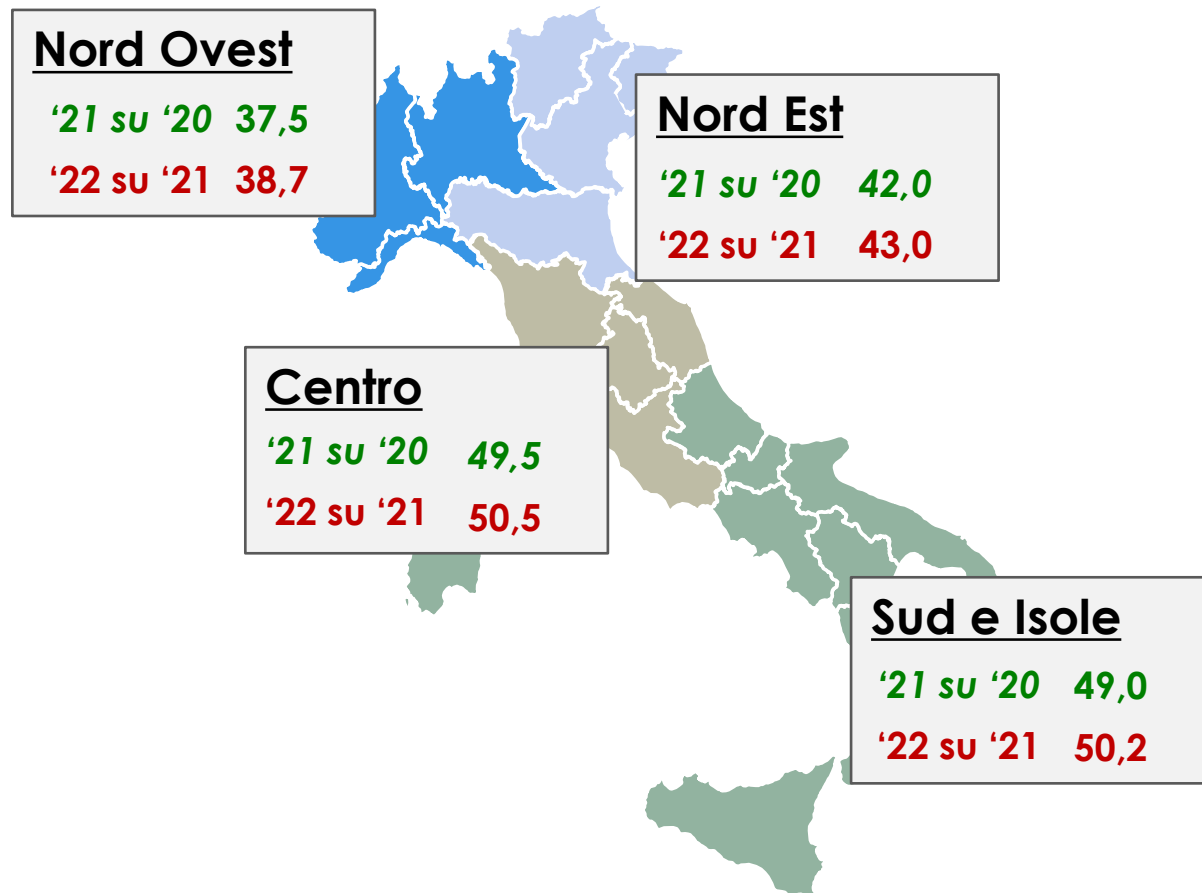 Nord Ovest
‘21 su ‘20 37,5
‘22 su ‘21 38,7
Nord Est
‘21 su ‘20 42,0
‘22 su ‘21 43,0
Centro
‘21 su ‘20 49,5
‘22 su ‘21 50,5
Sud e Isole
‘21 su ‘20 49,0
‘22 su ‘21 50,2